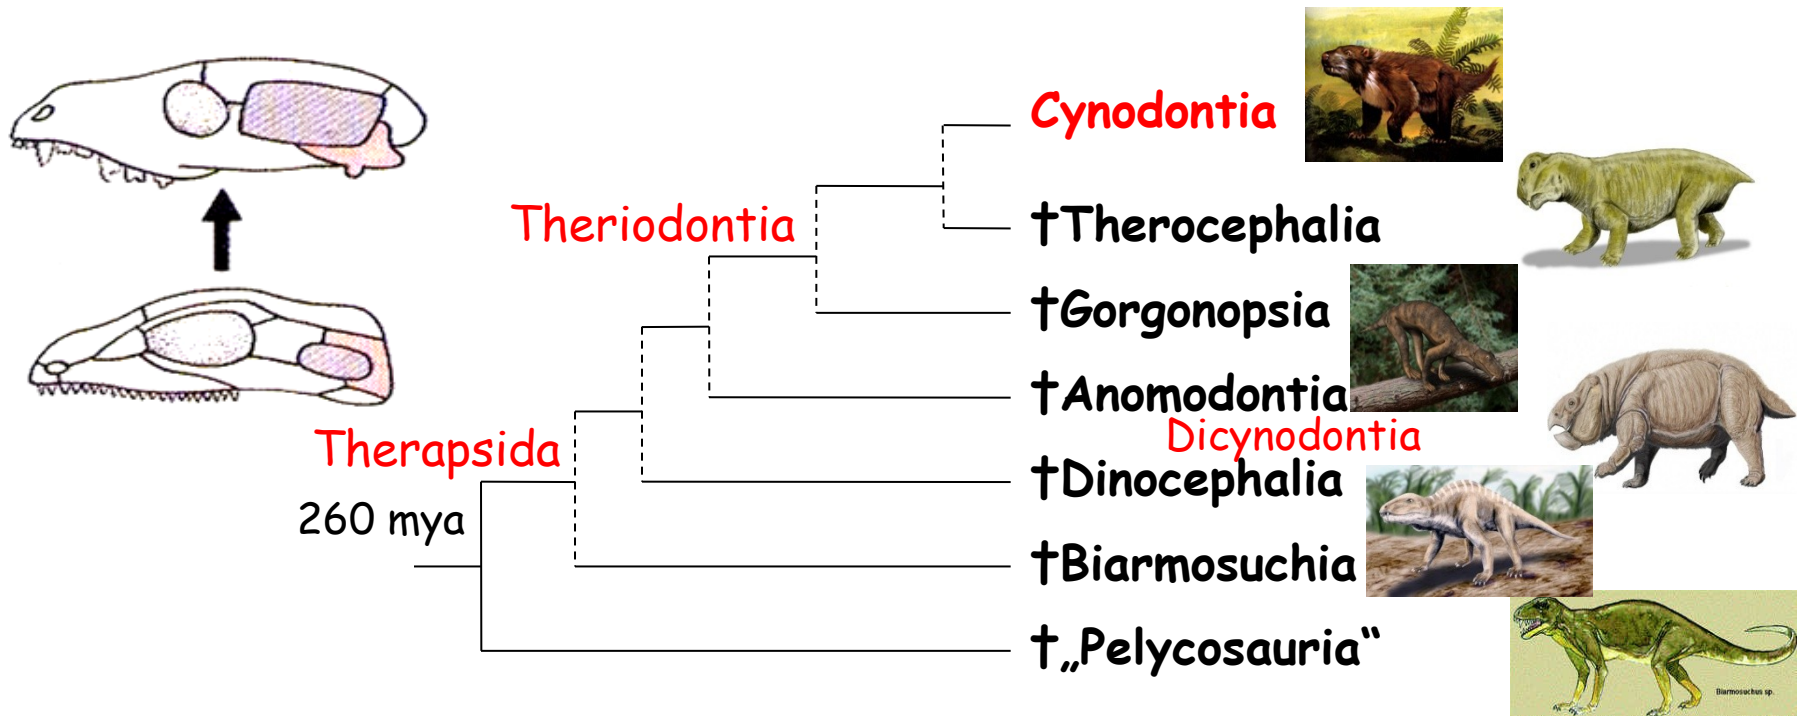 Cynodontia
Theriodontia
†Therocephalia
†Gorgonopsia
†Anomodontia
Dicynodontia
Therapsida
†Dinocephalia
260 mya
†Biarmosuchia
†„Pelycosauria“
Biarmosuchus sp.